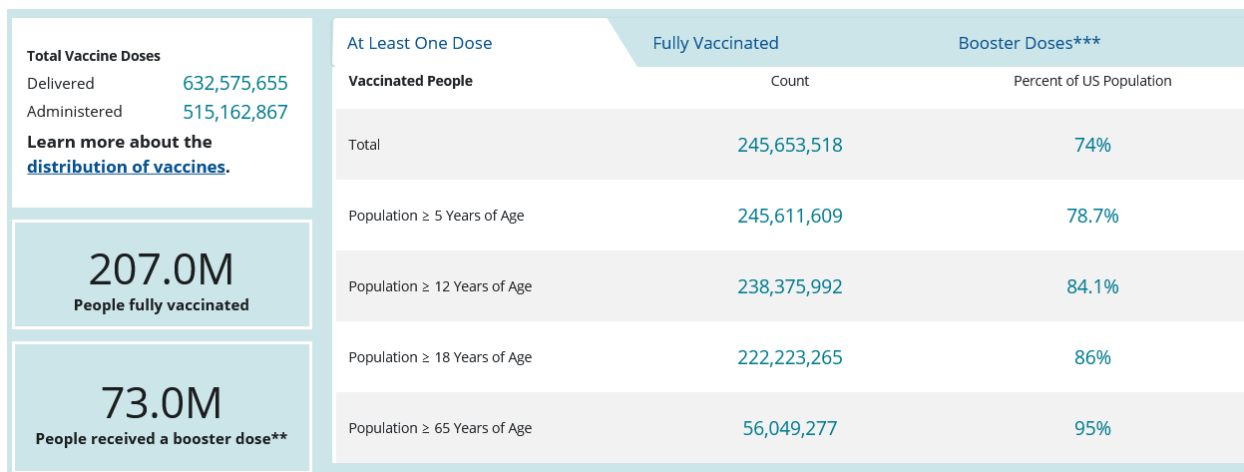 Total Vaccine Doses
Delivered 632,575,655
Administered 515,162,867
Learn more about the
distribution of vaccines.
207.0M
People fully vaccinated
73.0M
People received a booster dose**
At Least One Dose Fully Vaccinated Booster Doses***
Vaccinated People Count Percent of US Population
Total 245,653,518 74%
Population ≥ 5 Years of Age 245,611,609 78.7%
Population ≥ 12 Years of Age 238,375,992 84.1%
Population ≥ 18 Years of Age 222,223,265 86%
Population ≥ 65 Years of Age 56,049,277 95%